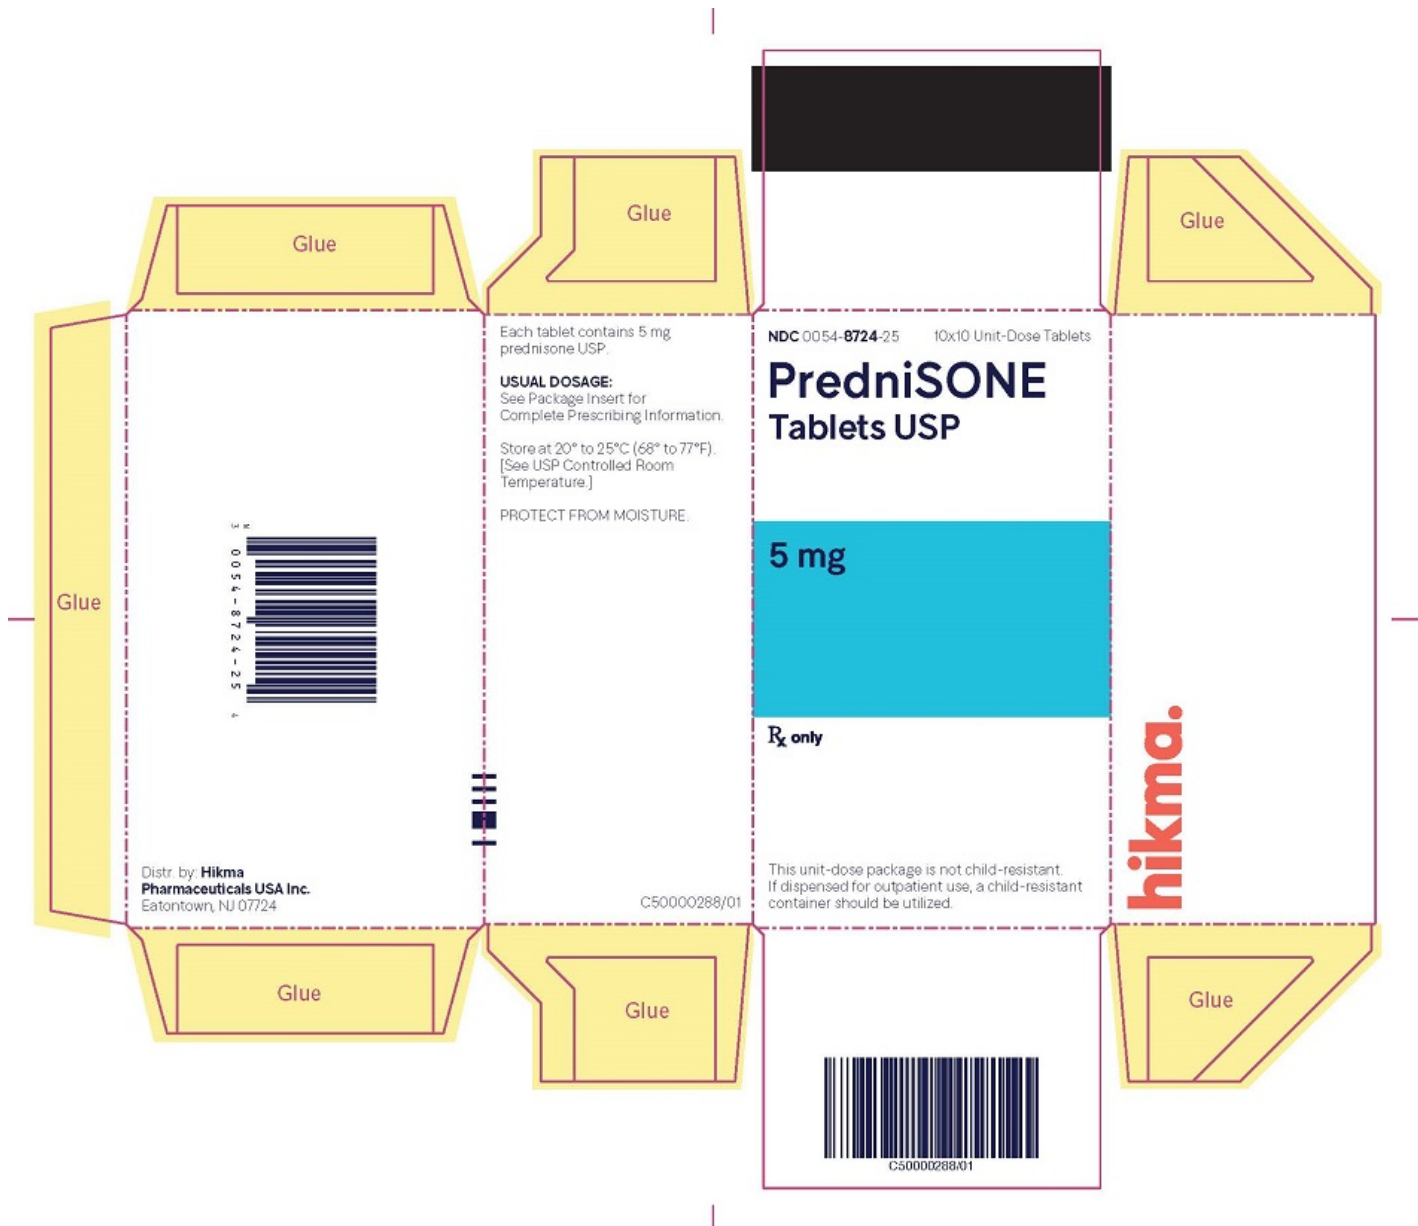 Glue
Glue
Glue
Glue
Each tablet contains 5 mg
prednisone USP.
USUAL DOSAGE:
See Package Insert for
Complete Prescribing Information.
Store at 20° to 25°C (68° to 77°F).
[See USP Controlled Room
Temperature.]
PROTECT FROM MOISTURE.
C50000288/01
NDC 0054-8724-25 10x10 Unit-Dose Tablets
PredniSONE
Tablets USP
5 mg
Rx only
This unit-dose package is not child-resistant.
If dispensed for outpatient use, a child-resistant
container should be utilized.
hikma.
N
3 0054-8724-25 4
Distr. by: Hikma
Pharmaceuticals USA Inc.
Eatontown, NJ 07724
Glue
Glue
Glue
C50000288/01